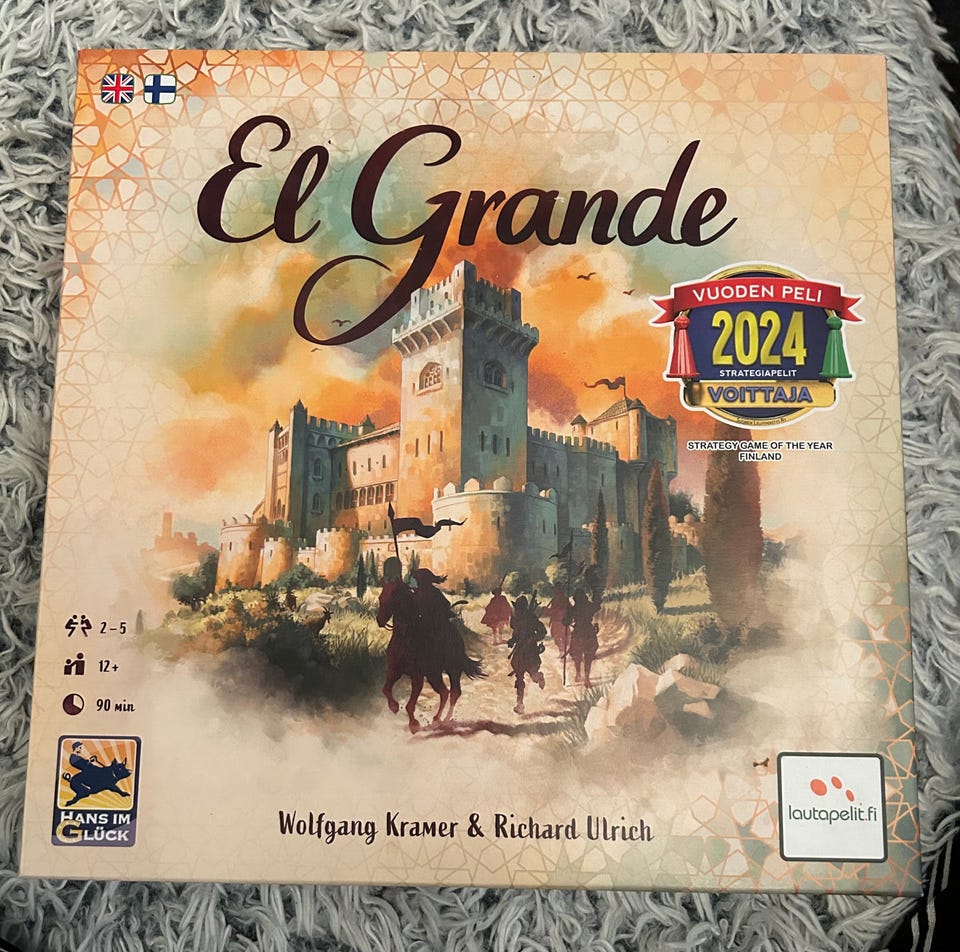 El Grande
VUODEN PELI
2024
STRATEGIAPELIT
VOITTAJA
STRATEGY GAME OF THE YEAR
FINLAND
2-5
12+
90 min
HANS IM
GLÜCK
Wolfgang Kramer & Richard Ulrich
lautapelit.fi